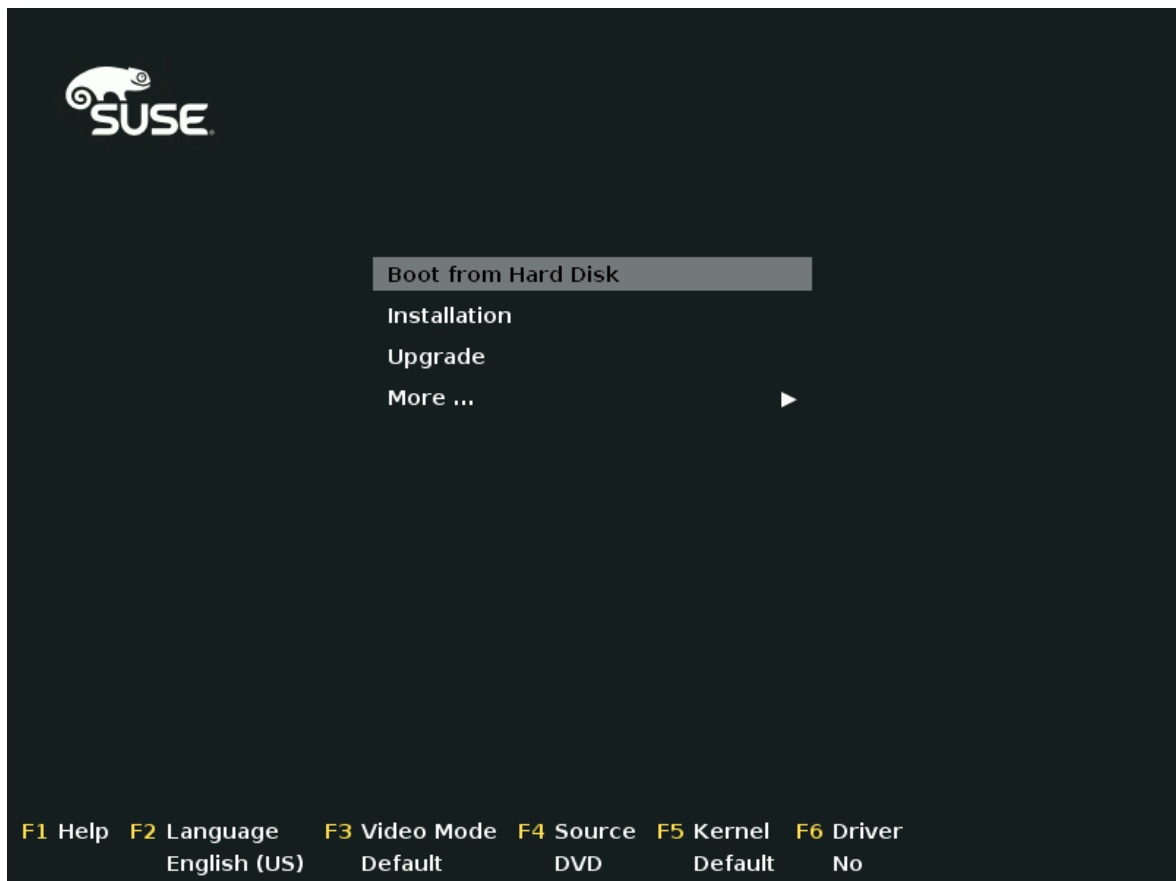 SUSE®
Boot from Hard Disk
Installation
Upgrade
More ...
F1 Help F2 Language F3 Video Mode F4 Source F5 Kernel F6 Driver
English (US) Default DVD Default No